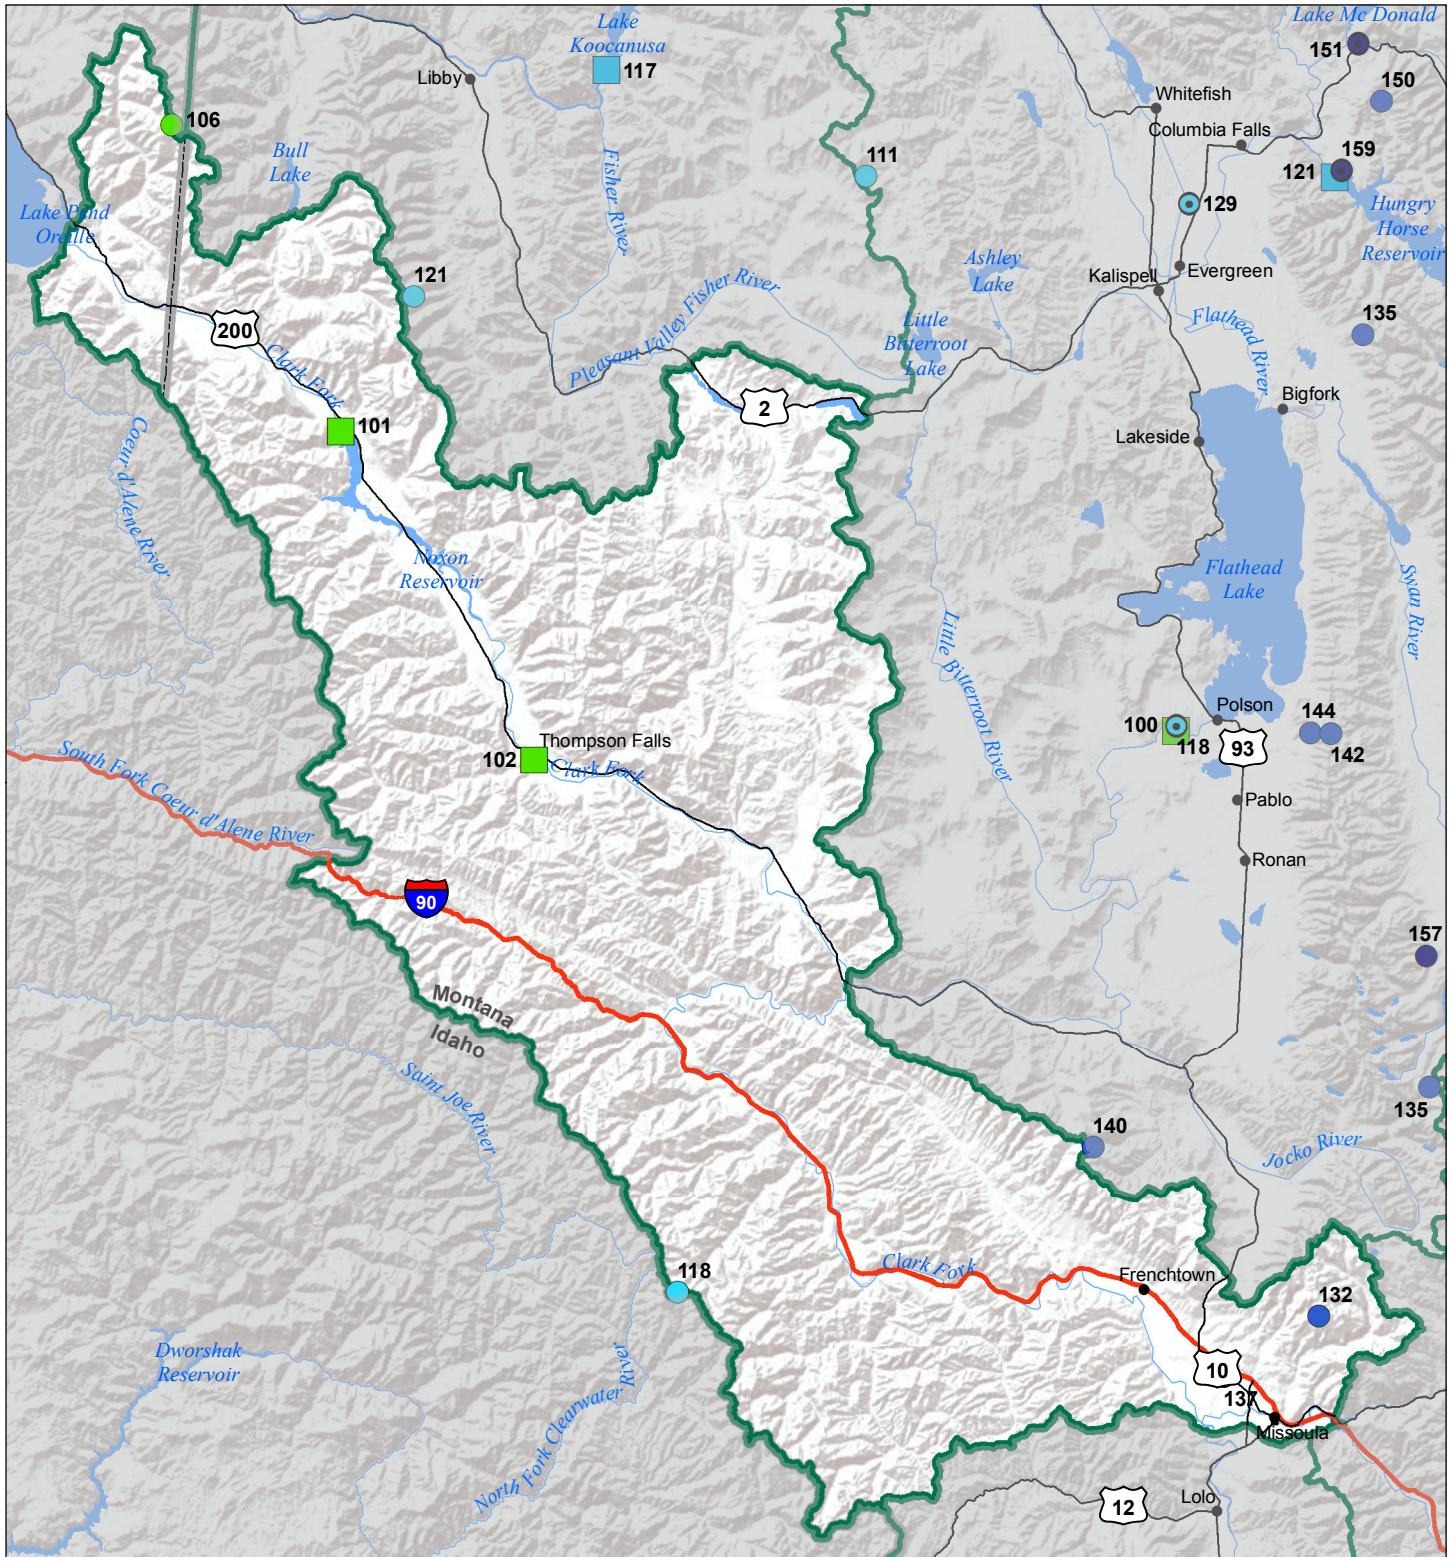 Lake
Koocanusa
117
Libby
Lake Mc Donald
151
150
Whitefish
Columbia Falls
106
Bull
Lake
Fisher River
111
159
121
129
Hungry
Horse
Reservoir
Lake Pend
Oreille
121
Ashley
Lake
Kalispell
Evergreen
Pleasant Valley Fisher River
Little
Bitterroot
Lake
Flathead River
135
200
Clark Fork
2
Bigfork
101
Lakeside
Coeur d'Alene River
Noxon
Reservoir
Flathead
Lake
Swan River
Little Bitterroot River
Polson
100
118
93
144
142
Thompson Falls
102
Clark Fork
South Fork Coeur d'Alene River
Pablo
Ronan
90
157
Montana
Idaho
Saint Joe River
135
140
Jocko River
118
Clark Fork
Frenchtown
132
Dworshak
Reservoir
10
137
Missoula
North Fork Clearwater River
12
Lolo